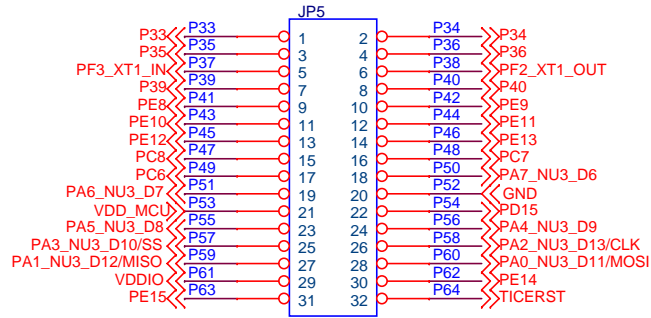 JP5
P33 P33 1 2 P34 P34
P35 P35 3 4 P36 P36
PF3_XT1_IN P37 5 6 P38 PF2_XT1_OUT
P39 P39 7 8 P40 P40
PE8 P41 9 10 P42 PE9
PE10 P43 11 12 P44 PE11
PE12 P45 13 14 P46 PE13
PC8 P47 15 16 P48 PC7
PC6 P49 17 18 P50 PA7_NU3_D6
PA6_NU3_D7 P51 19 20 P52 GND
VDD_MCU P53 21 22 P54 PD15
PA5_NU3_D8 P55 23 24 P56 PA4_NU3_D9
PA3_NU3_D10/SS P57 25 26 P58 PA2_NU3_D13/CLK
PA1_NU3_D12/MISO P59 27 28 P60 PA0_NU3_D11/MOSI
VDDIO P61 29 30 P62 PE14
PE15 P63 31 32 P64 TICERST